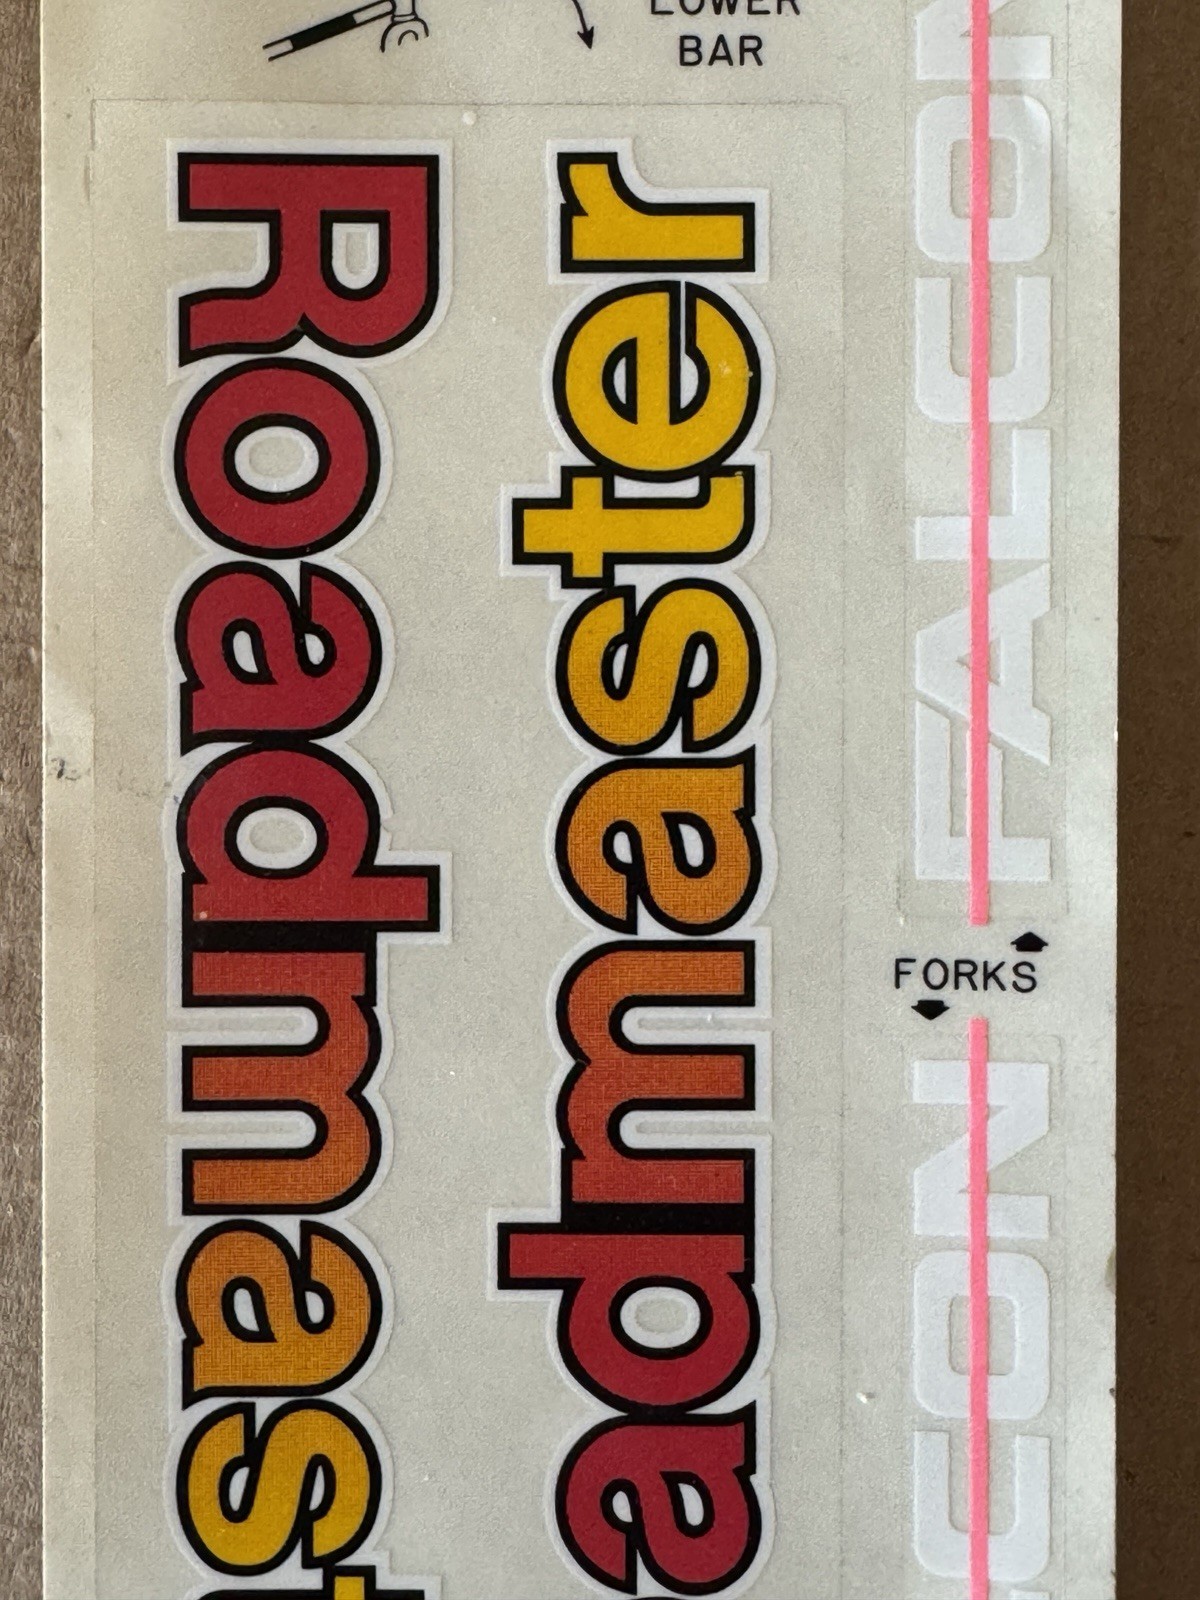 LOWER
BAR
Roadmast
admaster
FALCON
FORKS
CON